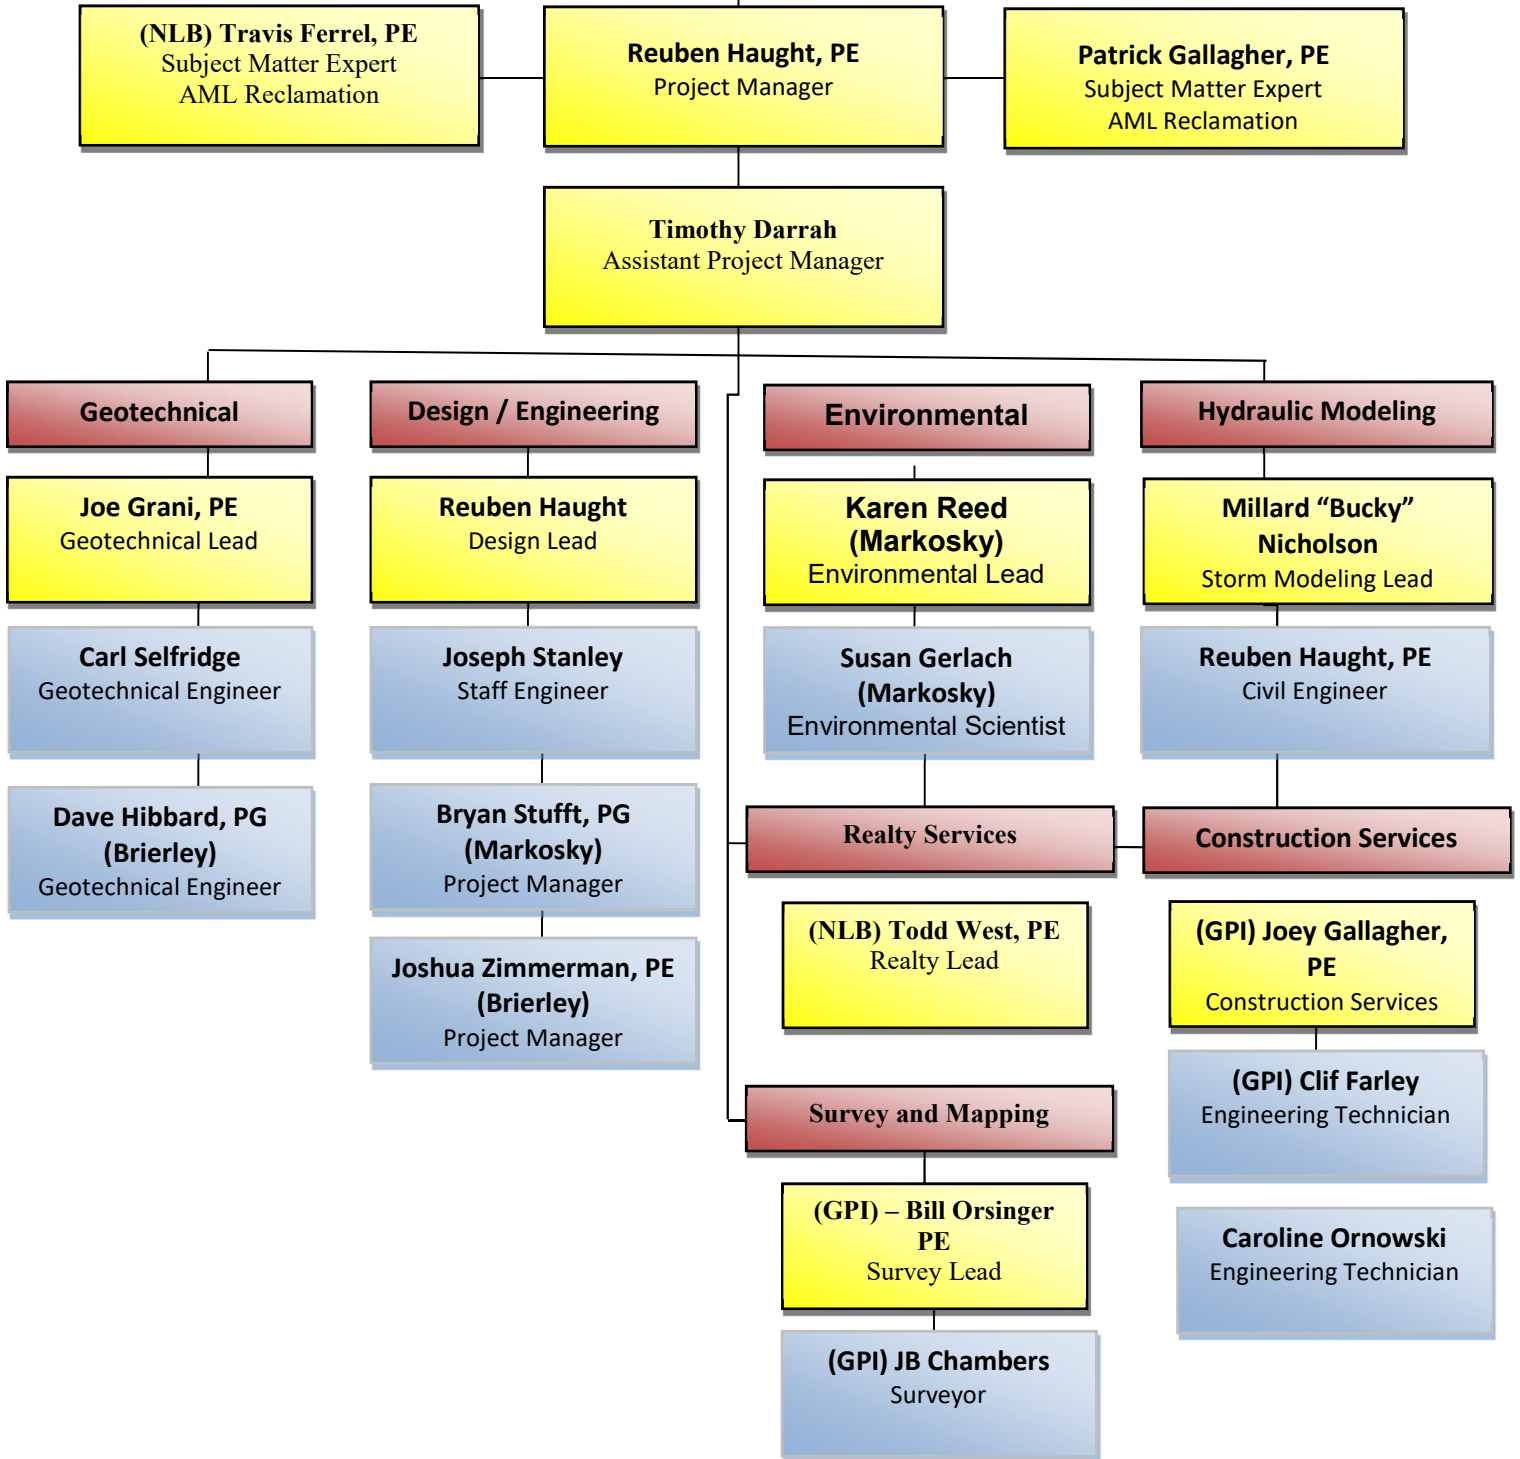 (NLB) Travis Ferrel, PE
Subject Matter Expert
AML Reclamation
Reuben Haught, PE
Project Manager
Patrick Gallagher, PE
Subject Matter Expert
AML Reclamation
Timothy Darrah
Assistant Project Manager
Geotechnical
Design / Engineering
Environmental
Hydraulic Modeling
Joe Grani, PE
Geotechnical Lead
Reuben Haught
Design Lead
Karen Reed
(Markosky)
Environmental Lead
Millard “Bucky”
Nicholson
Storm Modeling Lead
Carl Selfridge
Geotechnical Engineer
Joseph Stanley
Staff Engineer
Susan Gerlach
(Markosky)
Environmental Scientist
Reuben Haught, PE
Civil Engineer
Dave Hibbard, PG
(Brierley)
Geotechnical Engineer
Bryan Stufft, PG
(Markosky)
Project Manager
Realty Services
Construction Services
Joshua Zimmerman, PE
(Brierley)
Project Manager
(NLB) Todd West, PE
Realty Lead
(GPI) Joey Gallagher,
PE
Construction Services
(GPI) Clif Farley
Engineering Technician
Survey and Mapping
(GPI) – Bill Orsinger
PE
Survey Lead
Caroline Ornowski
Engineering Technician
(GPI) JB Chambers
Surveyor